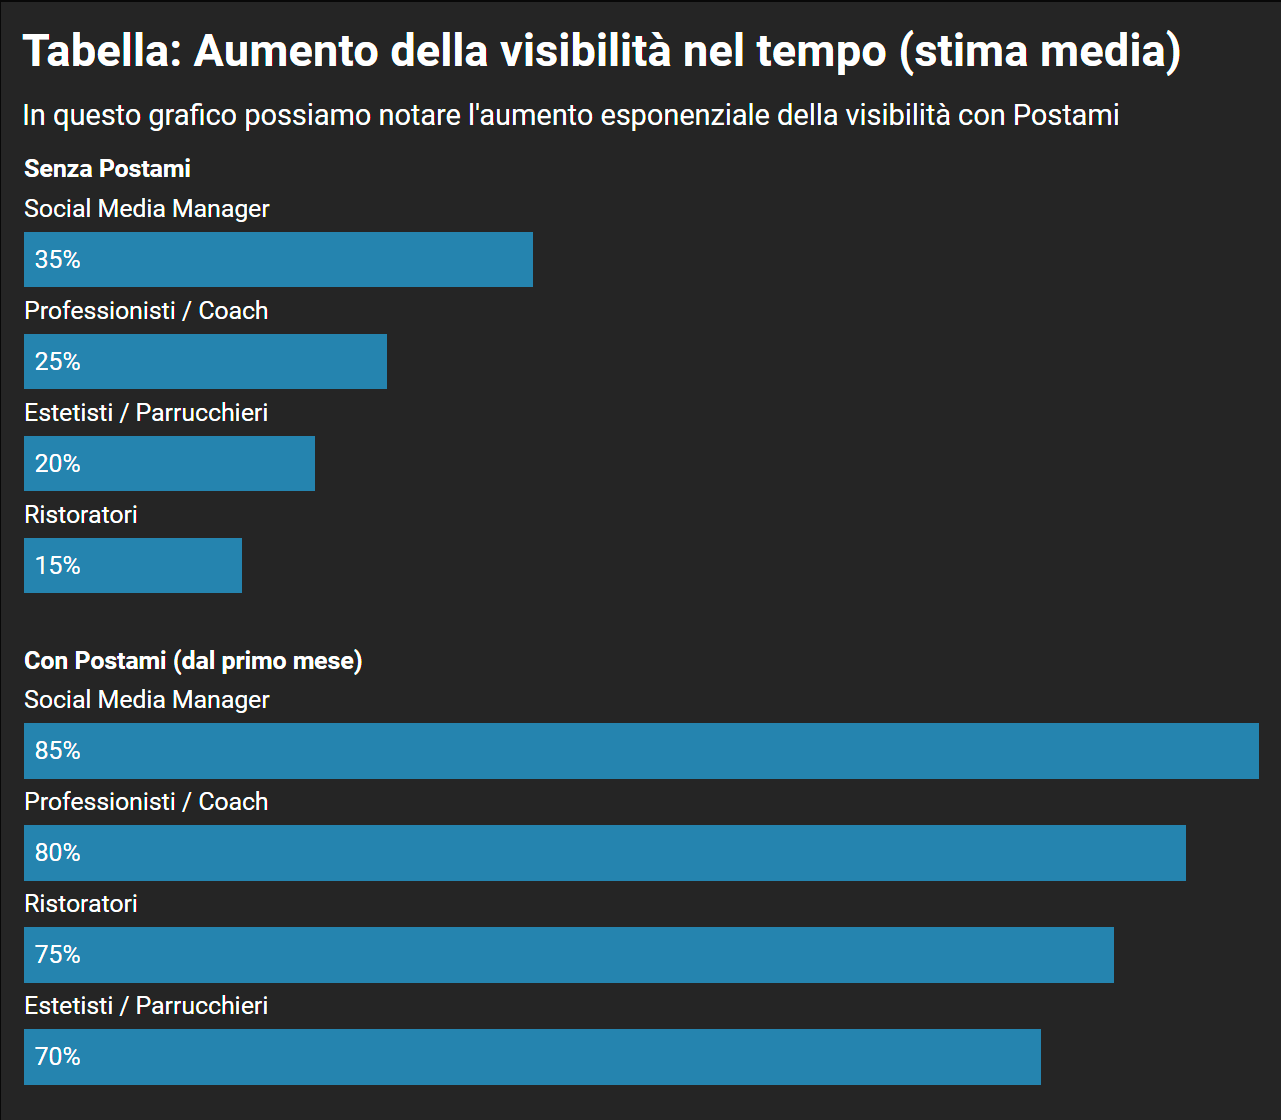 Tabella: Aumento della visibilità nel tempo (stima media)
In questo grafico possiamo notare l'aumento esponenziale della visibilità con Postami
Senza Postami
Social Media Manager
35%
Professionisti / Coach
25%
Estetisti / Parrucchieri
20%
Ristoratori
15%
Con Postami (dal primo mese)
Social Media Manager
85%
Professionisti / Coach
80%
Ristoratori
75%
Estetisti / Parrucchieri
70%